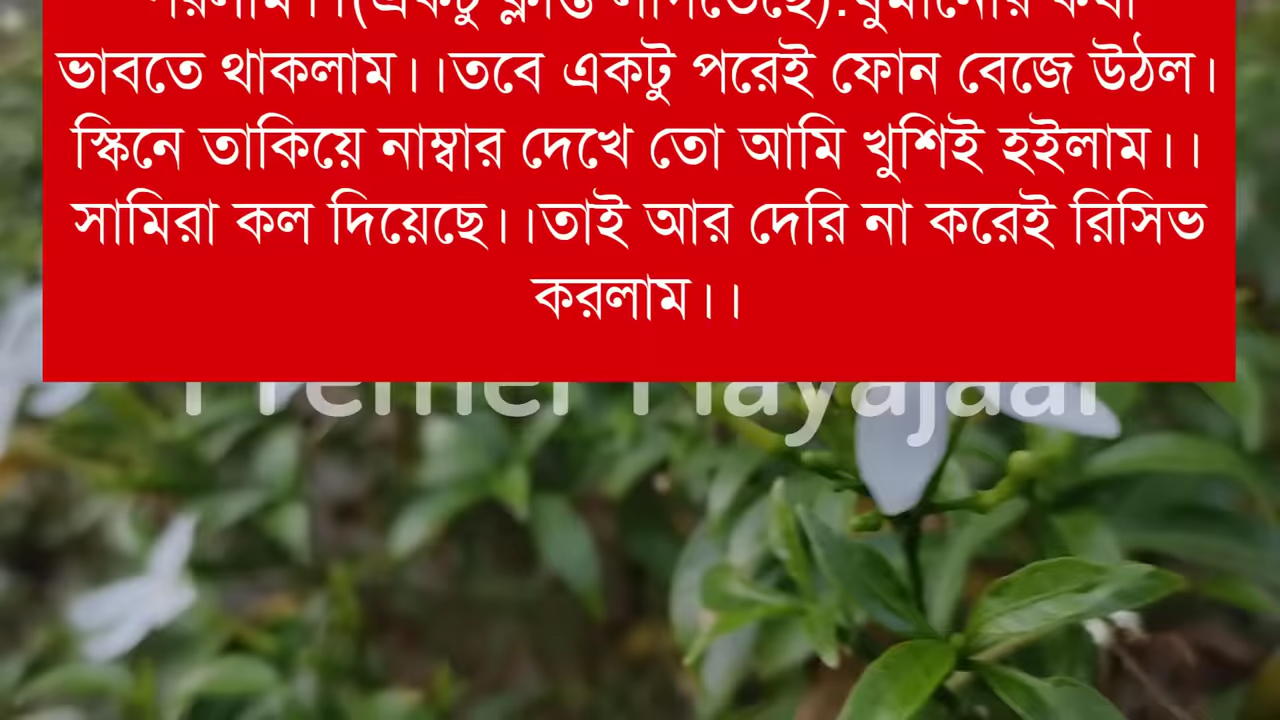 ভাবতে থাকলাম।।তবে একটু পরেই ফোন বেজে উঠল।
স্কিনে তাকিয়ে নাম্বার দেখে তো আমি খুশিই হইলাম।।
সামিরা কল দিয়েছে।।তাই আর দেরি না করেই রিসিভ
করলাম।।